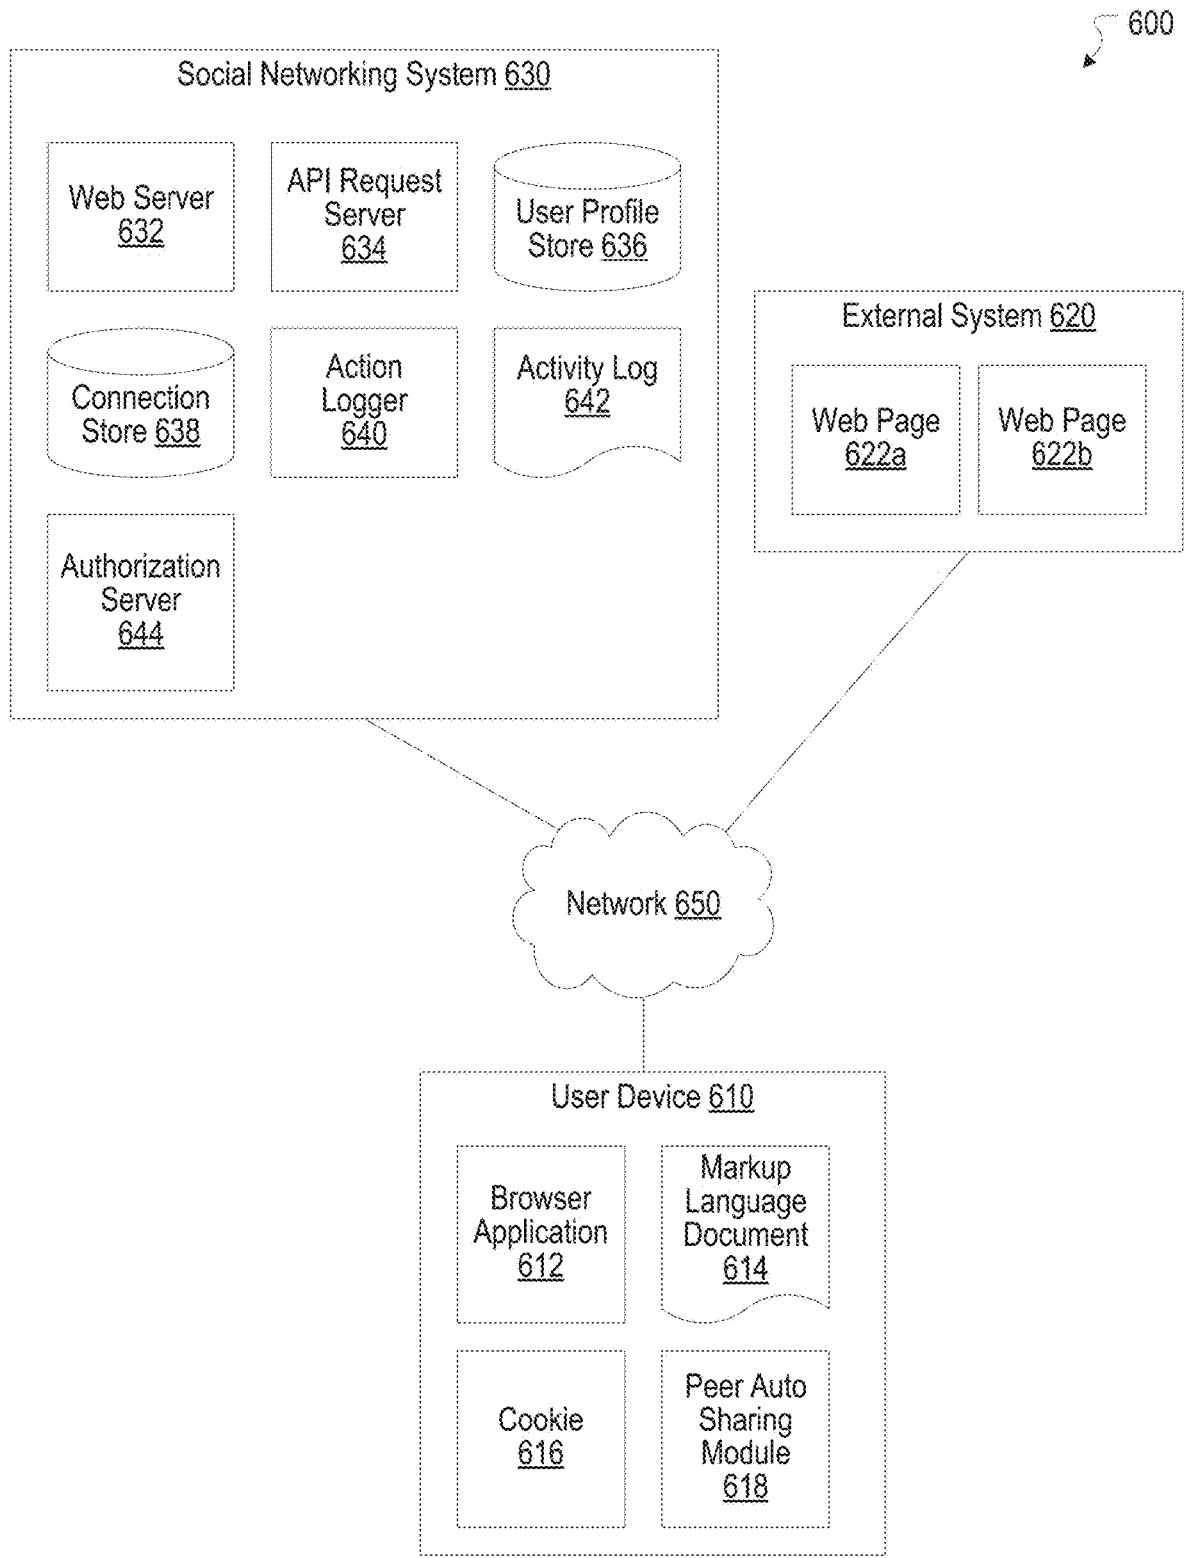 600
Social Networking System 630
Web Server
632
API Request
Server
634
User Profile
Store 636
Connection
Store 638
Action
Logger
640
Activity Log
642
Authorization
Server
644
External System 620
Web Page
622a
Web Page
622b
Network 650
User Device 610
Browser
Application
612
Markup
Language
Document
614
Cookie
616
Peer Auto
Sharing
Module
618